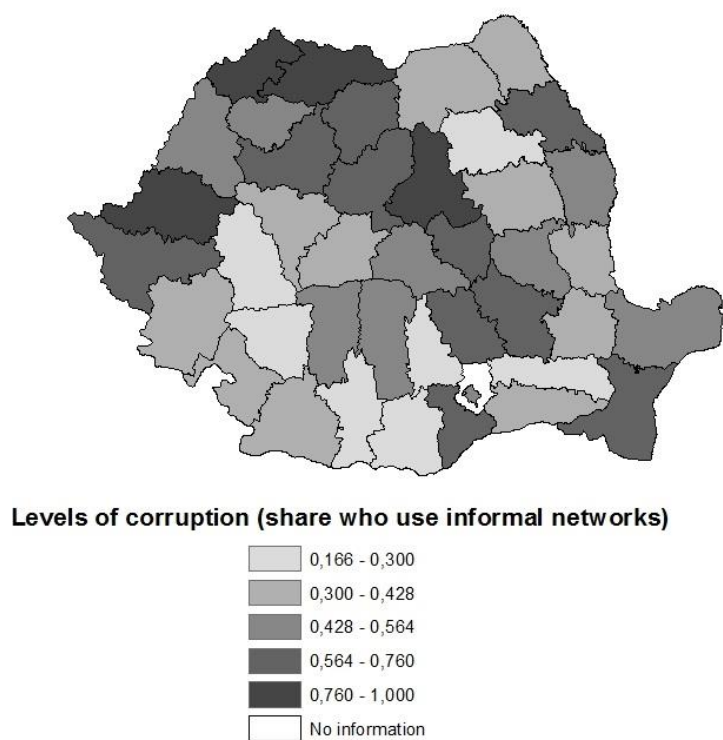 Levels of corruption (share who use informal networks)
0,166 - 0,300
0,300 - 0,428
0,428 - 0,564
0,564 - 0,760
0,760 - 1,000
No information